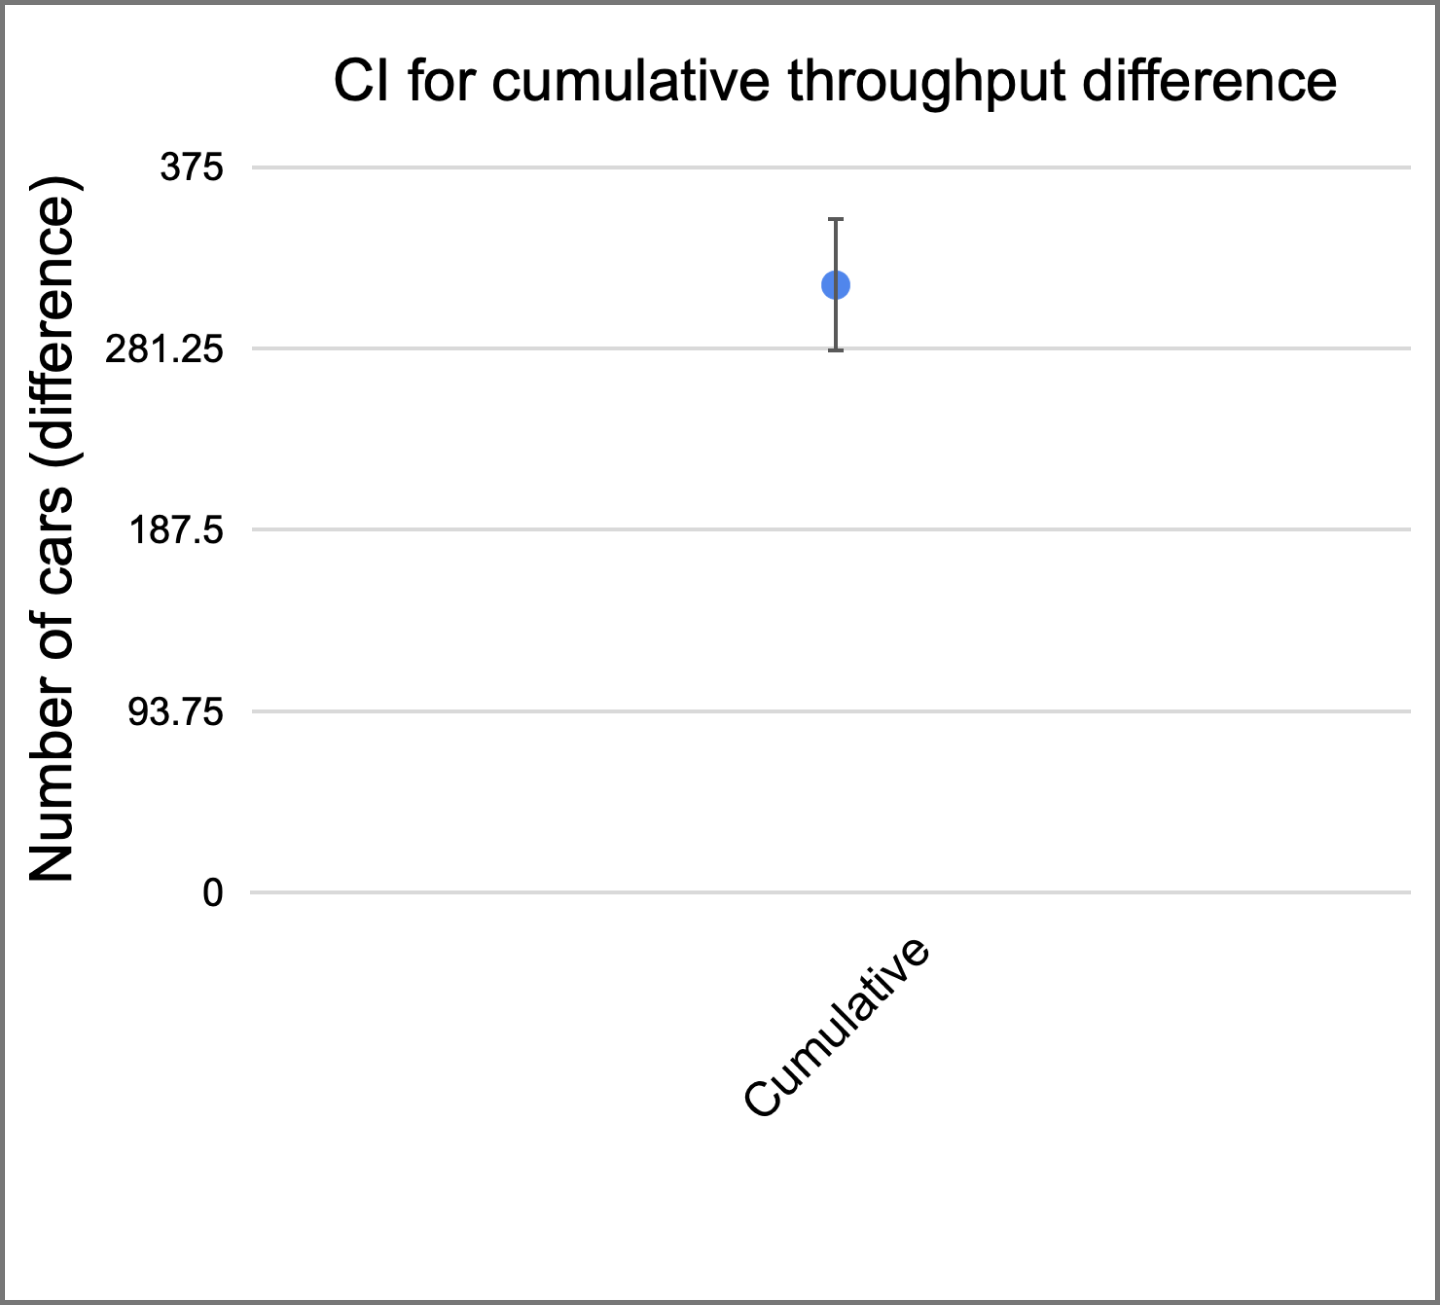 CI for cumulative throughput difference
Number of cars (difference)
375
281.25
187.5
93.75
0
Cumulative